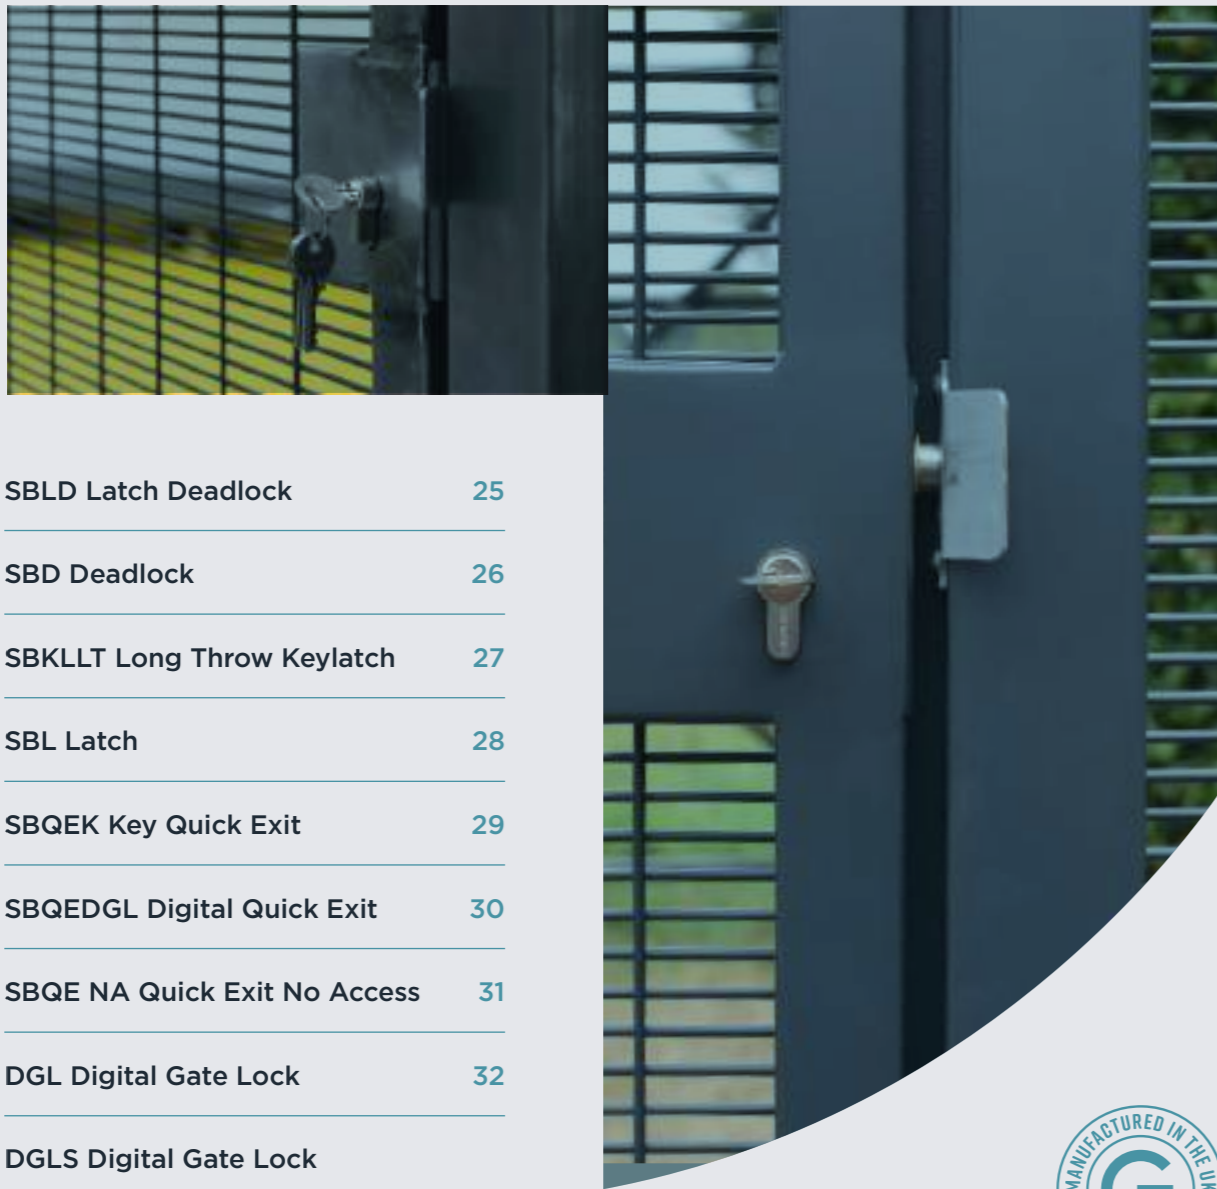 SBLD Latch Deadlock 25
SBD Deadlock 26
SBKLLT Long Throw Keylatch 27
SBL Latch 28
SBQEK Key Quick Exit 29
SBQEDGL Digital Quick Exit 30
SBQE NA Quick Exit No Access 31
DGL Digital Gate Lock 32
DGLS Digital Gate Lock
MANUFACTURED IN THE UK
G